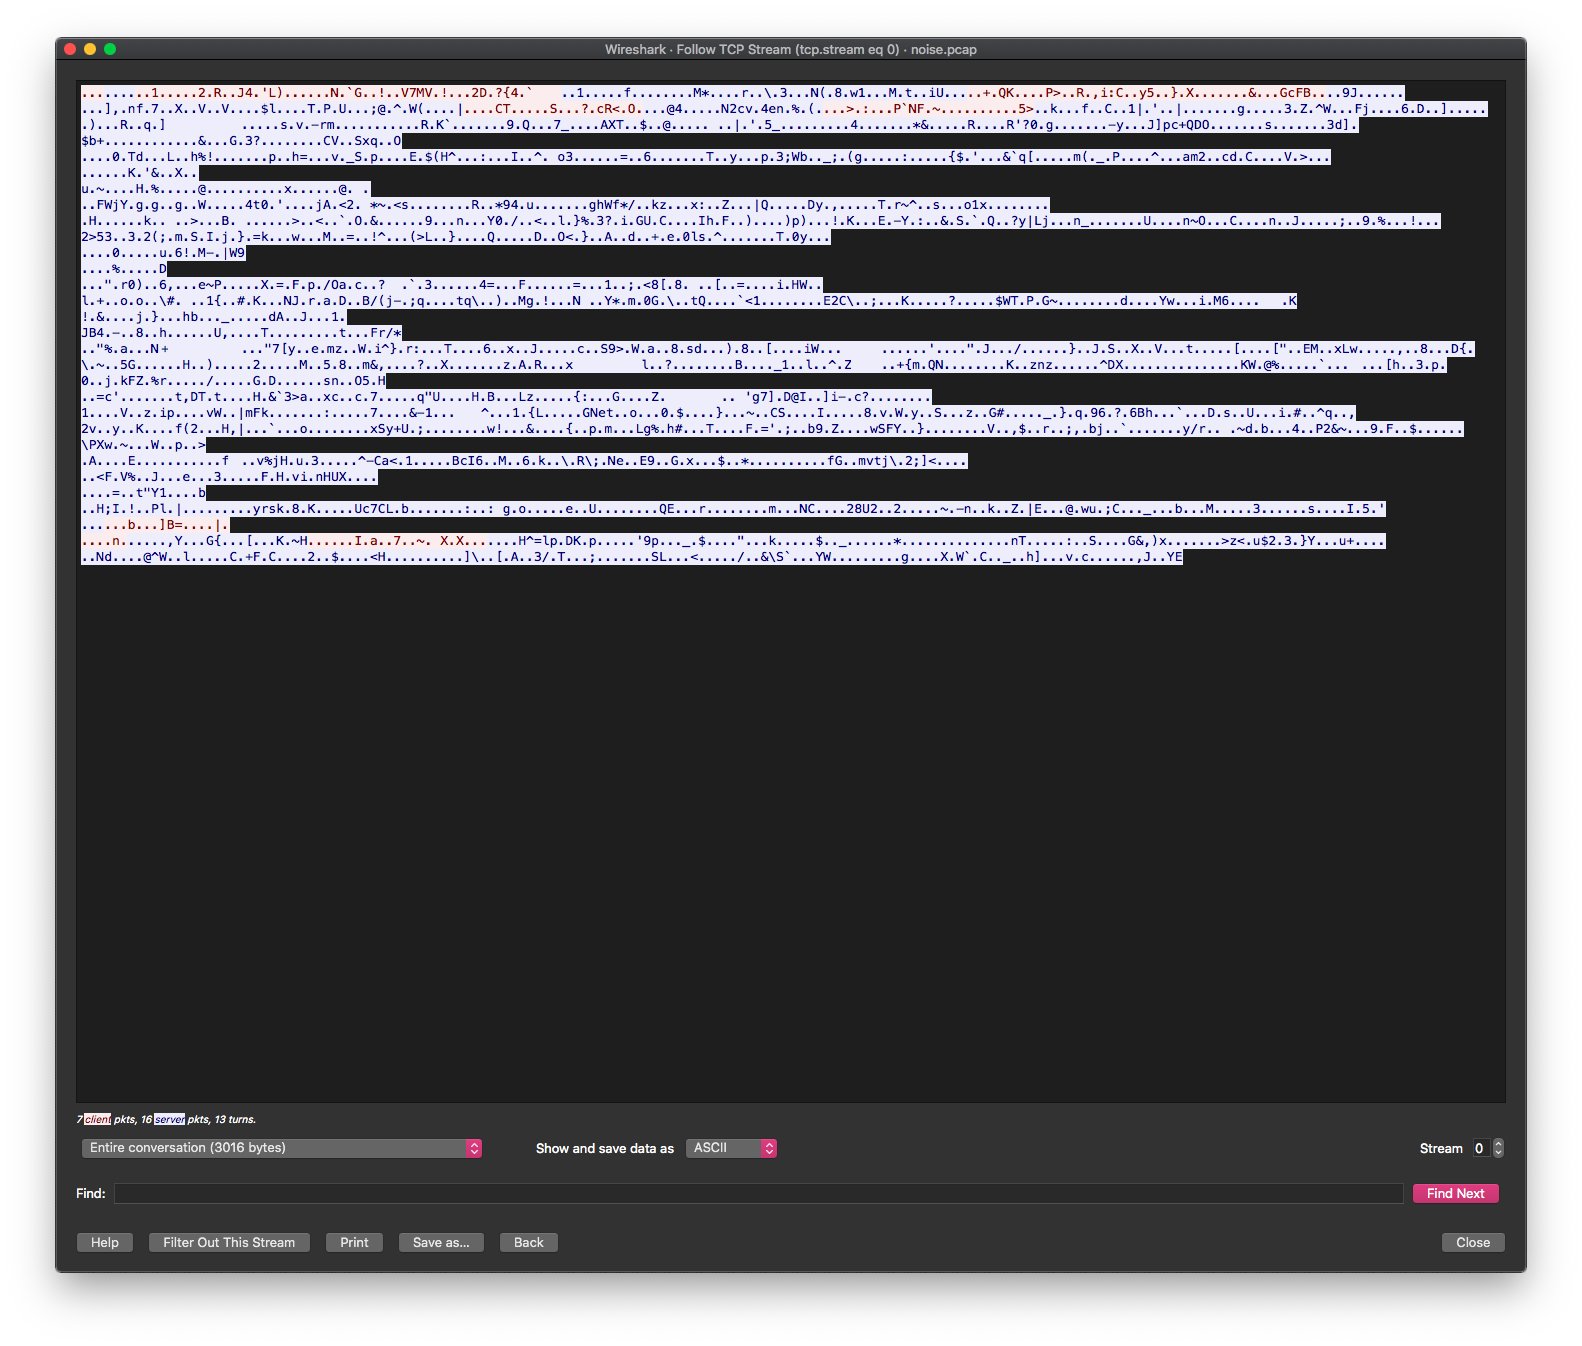 Wireshark · Follow TCP Stream (tcp.stream eq 0) · noise.pcap
.........1.....2.R..J4.'L)......N.`G..!..V7MV.!...2D.?{4.`    ..1.....f........M*....r..\.3...N(.8.w1...M.t..iU.....+.QK....P>..R.,i:C..y5..}.X.......&...GcFB....9J......
...],.nf.7..X..V..V....$l....T.P.U...;@.^.W(....|....CT.....S...?.cR<.O....@4.....N2cv.4en.%.(....>.:...P`NF.~..........5>..k...f..C..1|.'..|.......g.....3.Z.^W...Fj....6.D..].....
.)...R..q.]          .....s.v.-rm...........R.K`.......9.Q...7_....AXT..$..@..... ..|.'.5_.........4.......*&.....R....R'?0.g.......-y...J]pc+QDO.......s.......3d].
$b+............&...G.3?........CV..Sxq..O
....0.Td...L..h%!.......p..h=...v._S.p....E.$(H^...:...I..^. o3......=..6.......T..y...p.3;Wb.._;.(g.....:.....{$.'...&`q[.....m(._.P....^...am2..cd.C....V.>...
......K.'&..X..
u.~....H.%.....@..........x......@. .
..FWjY.g.g..g..W.....4t0.'....jA.<2. *~.<s........R..*94.u.......ghWf*/..kz...x:..Z...|Q.....Dy.,.....T.r~^..s...o1x........
.H......k.. ..>...B. ......>..<..`.O.&......9...n...Y0./..<..l.}%.3?.i.GU.C....Ih.F..)....)p)...!.K...E.-Y.:..&.S.`.Q..?y|Lj...n_.......U....n~O...C....n..J.....;..9.%...!...
2>53..3.2(;.m.S.I.j.}.=k...w...M..=..!^...(>L..}....Q.....D..O<.}..A..d..+.e.0ls.^.......T.0y...
....0.....u.6!.M-.|W9
....%.....D
...".r0)..6,...e~P.....X.=.F.p./Oa.c..?  .`.3......4=...F......=...1..;.<8[.8. ..[..=....i.HW..
l.+..o.o..\#. ..1{..#.K...NJ.r.a.D..B/(j-.;q....tq\..)..Mg.!...N ..Y*.m.0G.\..tQ....`<1........E2C\..;...K.....?.....$WT.P.G~........d....Yw...i.M6....   .K
!.&....j.}...hb..._.....dA..J...1.
JB4.-..8..h......U,....T.........t...Fr/*
.."%.a...N+         ..."7[y..e.mz..W.i^}.r:...T....6..x..J.....c..S9>.W.a..8.sd...).8..[....iW...     ......'....".J.../......}..J.S..X..V...t.....[....["..EM..xLw.....,..8...D{.
\.~..5G......H..).....2.....M..5.8..m&,....?..X.......z.A.R...x         l..?........B...._1..l..^.Z    ..+{m.QN........K..znz......^DX...............KW.@%.....`... ...[h..3.p.
0..j.kFZ.%r...../.....G.D......sn..O5.H
..=c'.......t,DT.t....H.&`3>a..xc..c.7.....q"U....H.B...Lz.....{:...G....Z.       .. 'g7].D@I..]i-.c?........
1....V..z.ip....vW..|mFk.......:.....7....&-1...   ^...1.{L.....GNet..o...0.$....}...~..CS....I.....8.v.W.y..S...z..G#....._.}.q.96.?.6Bh...`...D.s..U...i.#..^q..,
2v..y..K....f(2...H,|...`...o........xSy+U.;........w!...&....{..p.m...Lg%.h#...T....F.='.;..b9.Z....wSFY..}........V..,$..r..;,.bj..`.......y/r.. .~d.b...4..P2&~...9.F..$......
\PXw.~...W..p..>
.A....E...........f  ..v%jH.u.3.....^-Ca<.1.....BcI6..M..6.k..\.R\;.Ne..E9..G.x...$..*..........fG..mvtj\.2;]<....
..<F.V%..J...e...3.....F.H.vi.nHUX....
....=..t"Y1....b
..H;I.!..Pl.|.........yrsk.8.K.....Uc7CL.b.......:..: g.o.....e..U........QE...r........m...NC....28U2..2.....~.-n..k..Z.|E...@.wu.;C..._...b...M.....3......s....I.5.'
......b...]B=....|.
....n......,Y...G{...[...K.~H......I.a..7..~. X.X.......H^=lp.DK.p.....'9p..._.$...."...k....$.._......*..............nT.....:..S....G&,)x.......>z<.u$2.3.}Y...u+....
..Nd....@^W..l.....C.+F.C....2..$....<H..........]\..[.A..3/.T...;.......SL...<...../..&\S`...YW.........g....X.W`.C.._..h]...v.c......,J..YE
7 client pkts, 16 server pkts, 13 turns.
Entire conversation (3016 bytes) Show and save data as ASCII Stream 0
Find: Find Next
Help Filter Out This Stream Print Save as... Back Close